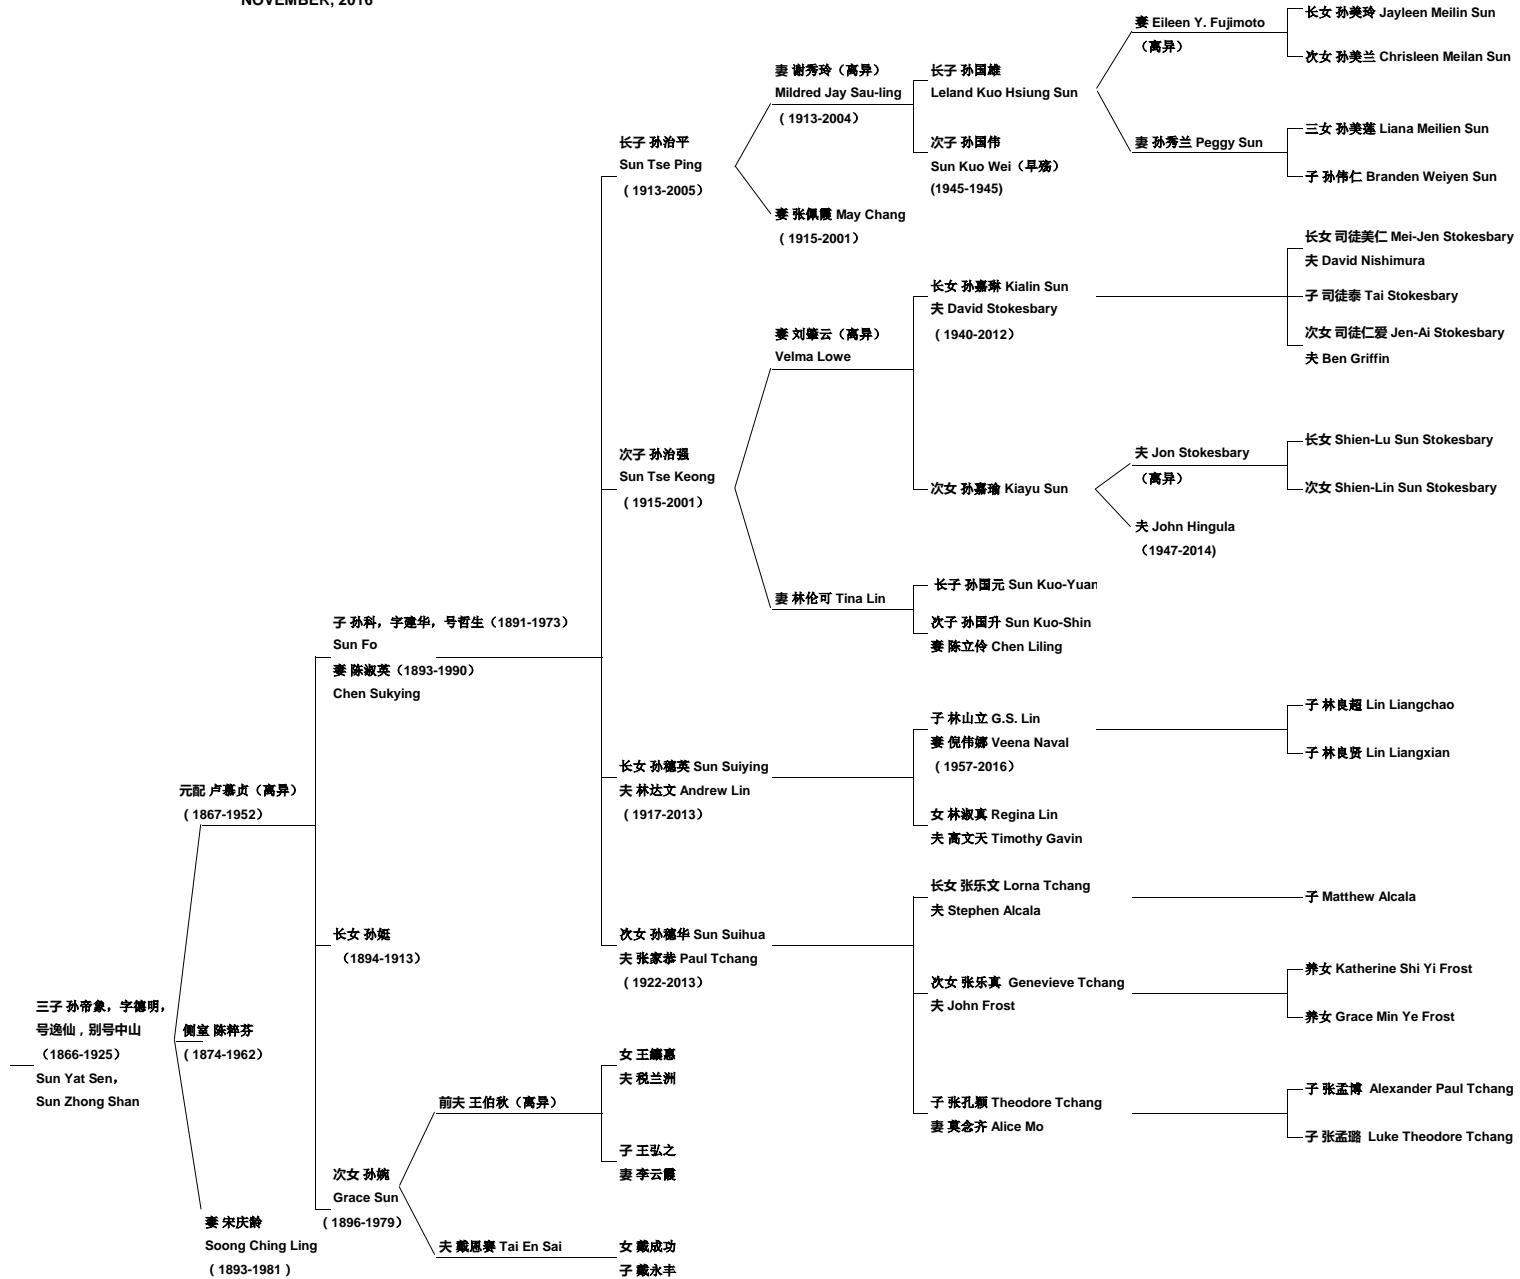 NOVEMBER, 2016
三子 孙帝象，字德明，
号逸仙，别号中山
（1866-1925）
Sun Yat Sen，
Sun Zhong Shan
元配 卢慕贞（离异）
( 1867-1952）
侧室 陈粹芬
( 1874-1962）
妻 宋庆龄
Soong Ching Ling
( 1893-1981 )
子 孙科，字建华，号哲生（1891-1973）
Sun Fo
妻 陈淑英（1893-1990）
Chen Sukying
长女 孙娫
（1894-1913）
次女 孙婉
Grace Sun
( 1896-1979）
前夫 王伯秋（离异）
夫 戴恩赛 Tai En Sai
长子 孙治平
Sun Tse Ping
( 1913-2005）
次子 孙治强
Sun Tse Keong
( 1915-2001）
长女 孙穗英 Sun Suiying
夫 林达文 Andrew Lin
( 1917-2013）
次女 孙穗华 Sun Suihua
夫 张家恭 Paul Tchang
( 1922-2013）
女 王纕蕙
夫 税兰洲
子 王弘之
妻 李云霞
女 戴成功
子 戴永丰
妻 谢秀玲（离异）
Mildred Jay Sau-ling
( 1913-2004）
妻 张佩霞 May Chang
( 1915-2001）
妻 刘肇云（离异）
Velma Lowe
妻 林伦可 Tina Lin
长子 孙国雄
Leland Kuo Hsiung Sun
次子 孙国伟
Sun Kuo Wei（早殇）
(1945-1945)
长女 孙嘉琳 Kialin Sun
夫 David Stokesbary
( 1940-2012）
次女 孙嘉瑜 Kiayu Sun
长子 孙国元 Sun Kuo-Yuan
次子 孙国升 Sun Kuo-Shin
妻 陈立伶 Chen Liling
子 林山立 G.S. Lin
妻 倪伟娜 Veena Naval
( 1957-2016）
女 林淑真 Regina Lin
夫 高文天 Timothy Gavin
长女 张乐文 Lorna Tchang
夫 Stephen Alcala
次女 张乐真 Genevieve Tchang
夫 John Frost
子 张孔颖 Theodore Tchang
妻 莫念齐 Alice Mo
妻 Eileen Y. Fujimoto
（离异）
妻 孙秀兰 Peggy Sun
夫 Jon Stokesbary
（离异）
夫 John Hingula
（1947-2014)
长女 孙美玲 Jayleen Meilin Sun
次女 孙美兰 Chrisleen Meilan Sun
三女 孙美莲 Liana Meilien Sun
子 孙伟仁 Branden Weiyen Sun
长女 司徒美仁 Mei-Jen Stokesbary
夫 David Nishimura
子 司徒泰 Tai Stokesbary
次女 司徒仁爱 Jen-Ai Stokesbary
夫 Ben Griffin
长女 Shien-Lu Sun Stokesbary
次女 Shien-Lin Sun Stokesbary
子 林良超 Lin Liangchao
子 林良贤 Lin Liangxian
子 Matthew Alcala
养女 Katherine Shi Yi Frost
养女 Grace Min Ye Frost
子 张孟博 Alexander Paul Tchang
子 张孟璐 Luke Theodore Tchang